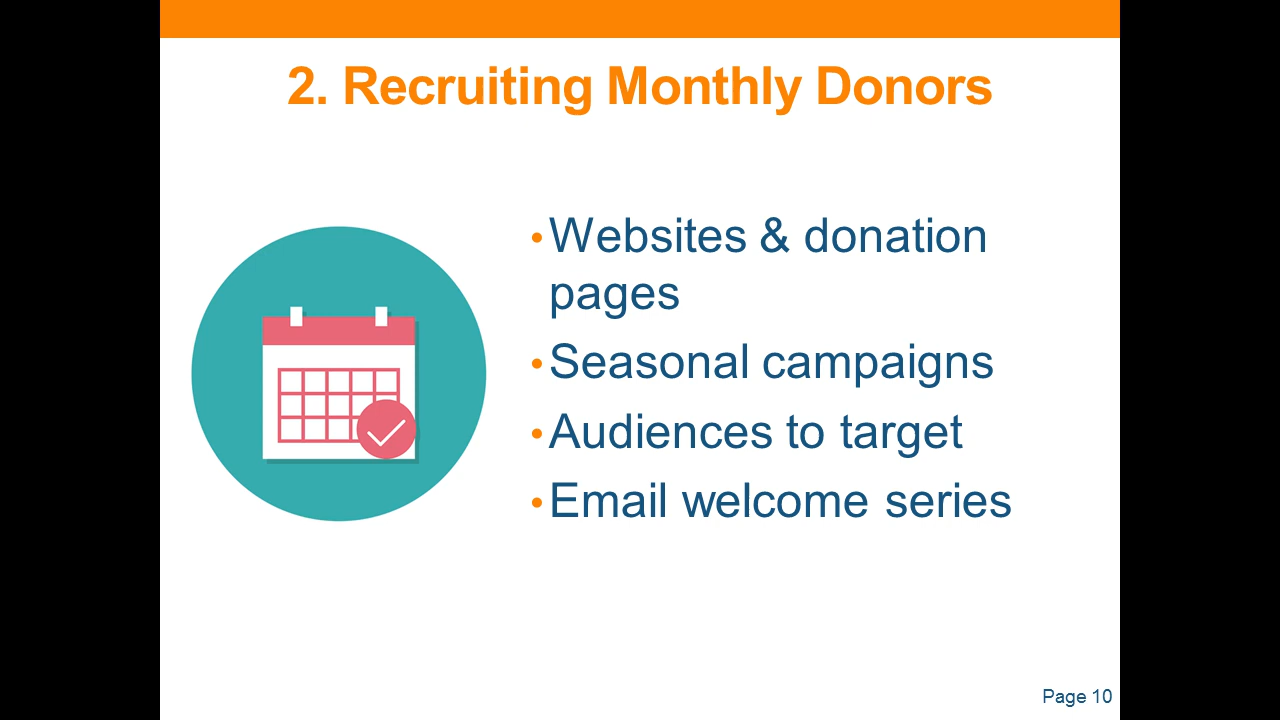 2. Recruiting Monthly Donors
•Websites & donation
pages
•Seasonal campaigns
•Audiences to target
•Email welcome series
Page 10